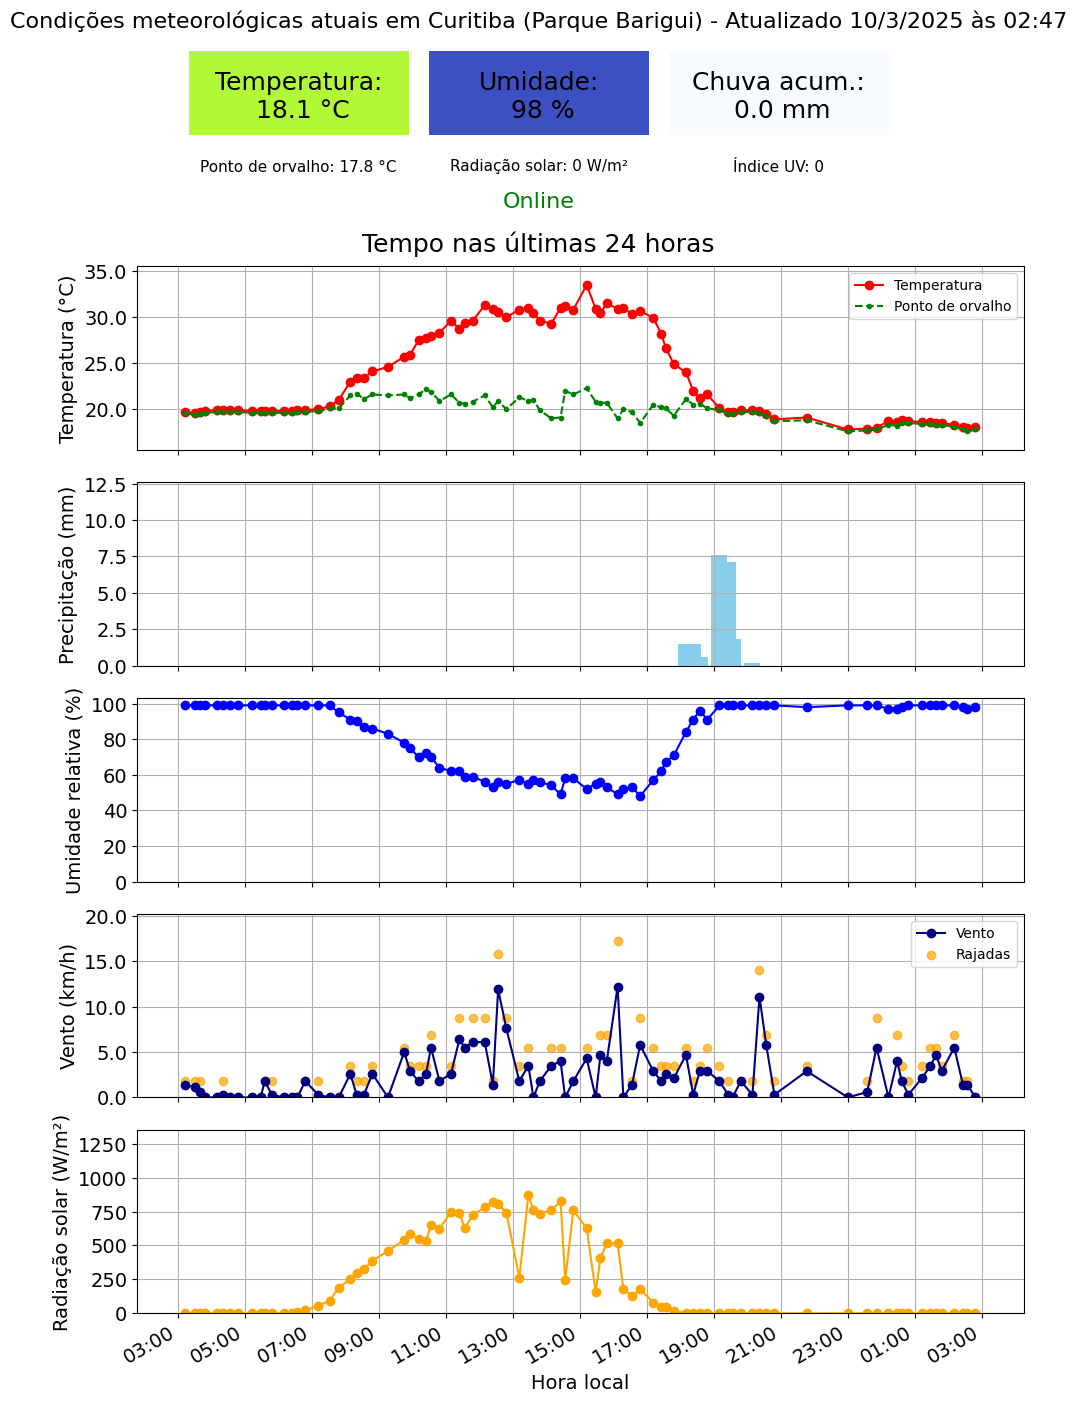 Condições meteorológicas atuais em Curitiba (Parque Barigui) - Atualizado 10/3/2025 às 02:47
Temperatura:
18.1 °C
Umidade:
98 %
Chuva acum.:
0.0 mm
Ponto de orvalho: 17.8 °C
Radiação solar: 0 W/m²
Índice UV: 0
Online
Tempo nas últimas 24 horas
Temperatura (°C)
35.0
30.0
25.0
20.0
Temperatura
Ponto de orvalho
Precipitação (mm)
12.5
10.0
7.5
5.0
2.5
0.0
Umidade relativa (%)
100
80
60
40
20
0
Vento (km/h)
20.0
15.0
10.0
5.0
0.0
Vento
Rajadas
Radiação solar (W/m²)
1250
1000
750
500
250
0
03:00
05:00
07:00
09:00
11:00
13:00
15:00
17:00
19:00
21:00
23:00
01:00
03:00
Hora local